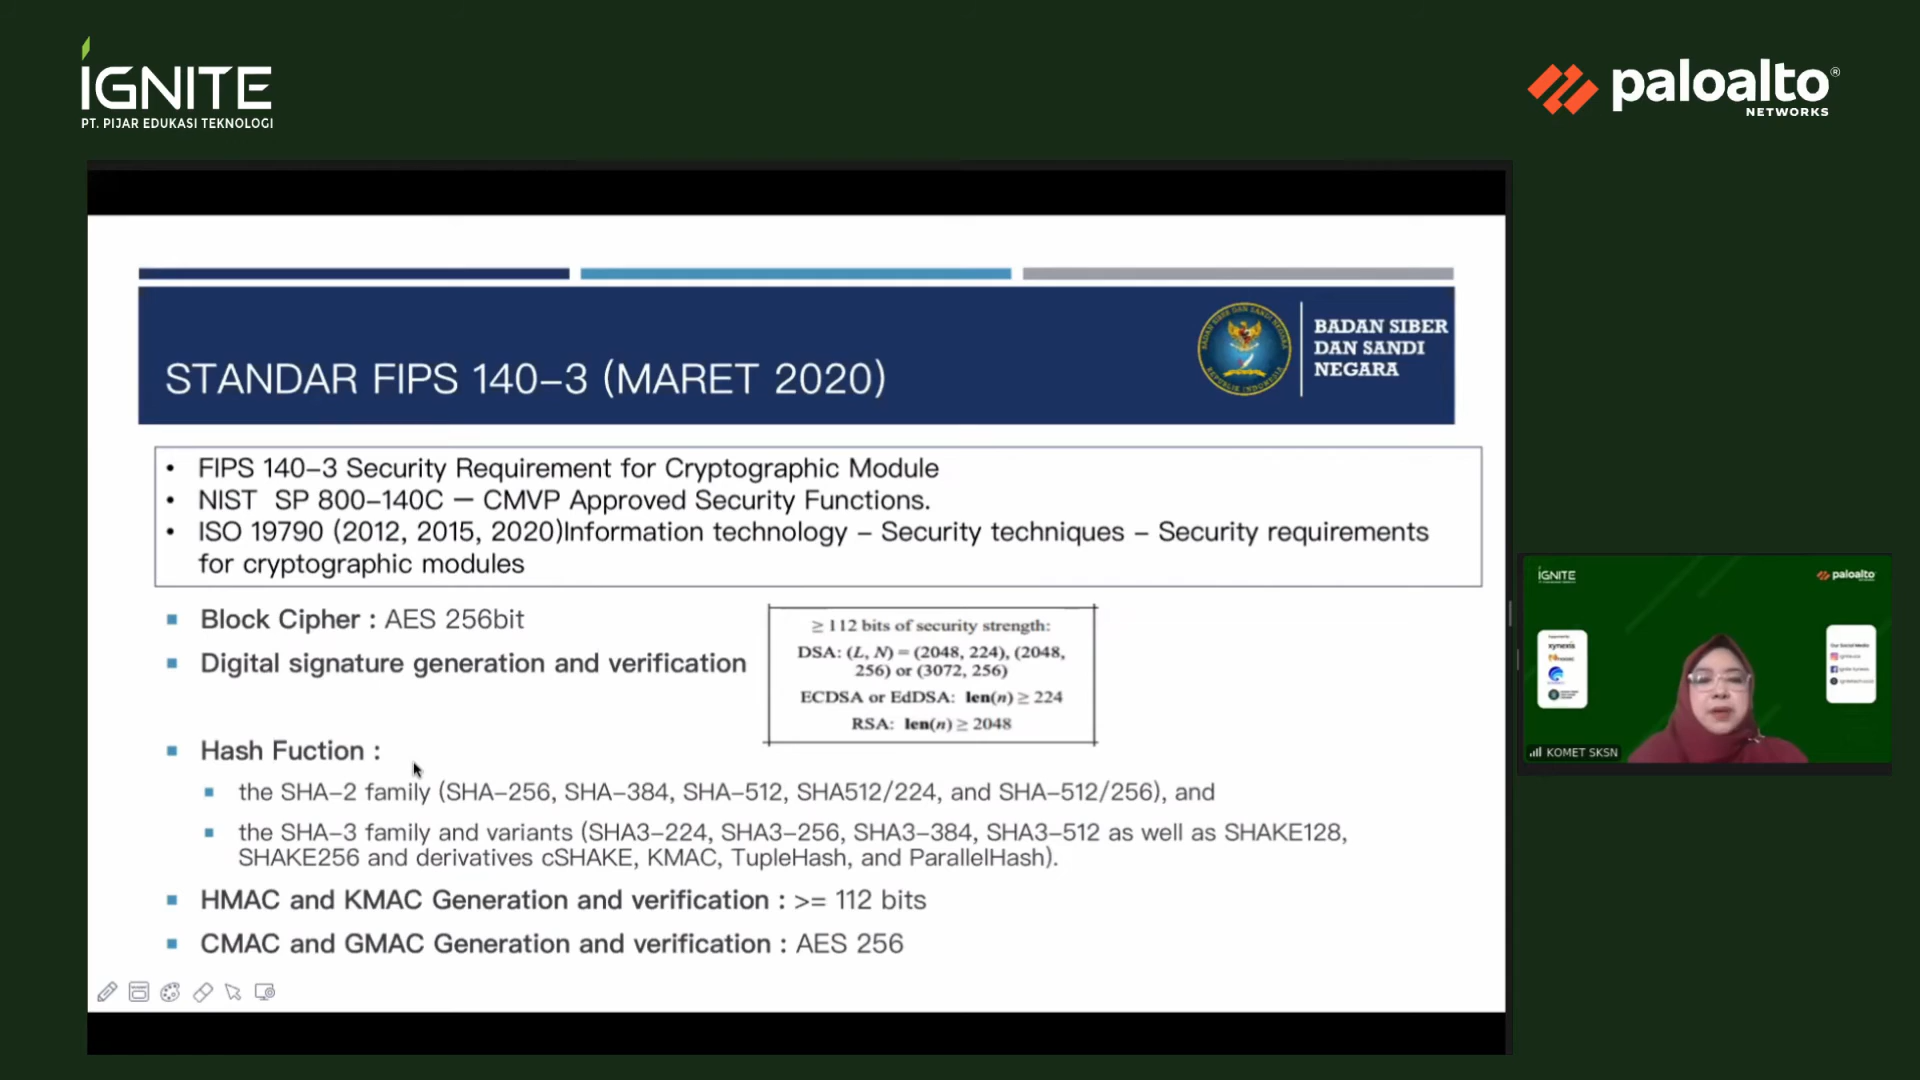 IGNITE
PT. PIJAR EDUKASI TEKNOLOGI
paloalto®
NETWORKS
STANDAR FIPS 140-3 (MARET 2020)
BADAN SIBER
DAN SANDI
NEGARA
• FIPS 140-3 Security Requirement for Cryptographic Module
• NIST SP 800-140C — CMVP Approved Security Functions.
• ISO 19790 (2012, 2015, 2020)Information technology – Security techniques – Security requirements
for cryptographic modules
Block Cipher : AES 256bit
Digital signature generation and verification
≥ 112 bits of security strength:
DSA: (L, N) = (2048, 224), (2048,
256) or (3072, 256)
ECDSA or EdDSA: len(n) ≥ 224
RSA: len(n) ≥ 2048
Hash Fuction :
the SHA-2 family (SHA-256, SHA-384, SHA-512, SHA512/224, and SHA-512/256), and
the SHA-3 family and variants (SHA3-224, SHA3-256, SHA3-384, SHA3-512 as well as SHAKE128,
SHAKE256 and derivatives cSHAKE, KMAC, TupleHash, and ParallelHash).
HMAC and KMAC Generation and verification : >= 112 bits
CMAC and GMAC Generation and verification : AES 256
IGNITE
paloalto
xynexis
Our Social Media
KOMET SKSN